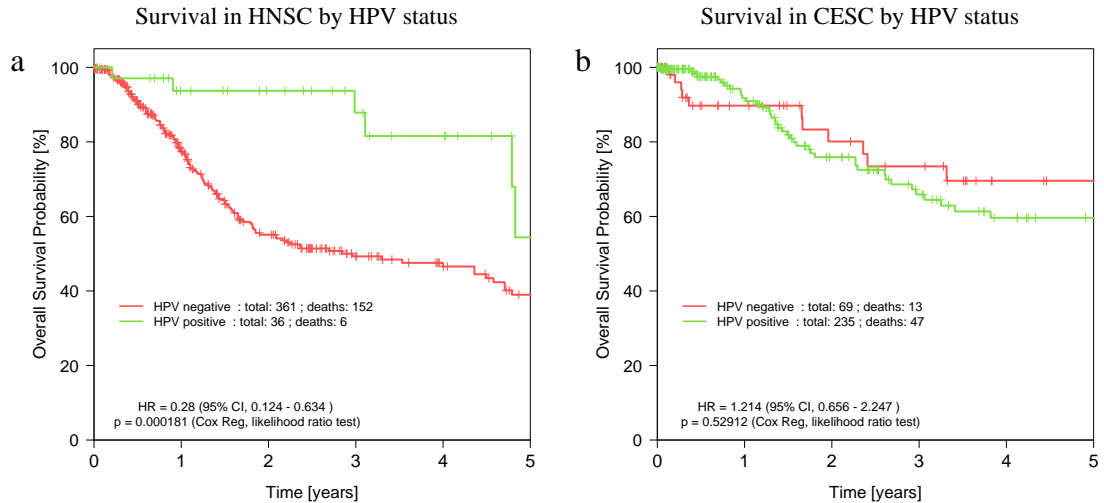 Survival in HNSC by HPV status
a
Overall Survival Probability [%]
100
80
60
40
20
0
HPV negative : total: 361 ; deaths: 152
HPV positive : total: 36 ; deaths: 6
HR = 0.28 (95% CI, 0.124 - 0.634 )
p = 0.000181 (Cox Reg, likelihood ratio test)
0 1 2 3 4 5
Time [years]
Survival in CESC by HPV status
b
Overall Survival Probability [%]
100
80
60
40
20
0
HPV negative : total: 69 ; deaths: 13
HPV positive : total: 235 ; deaths: 47
HR = 1.214 (95% CI, 0.656 - 2.247 )
p = 0.52912 (Cox Reg, likelihood ratio test)
0 1 2 3 4 5
Time [years]